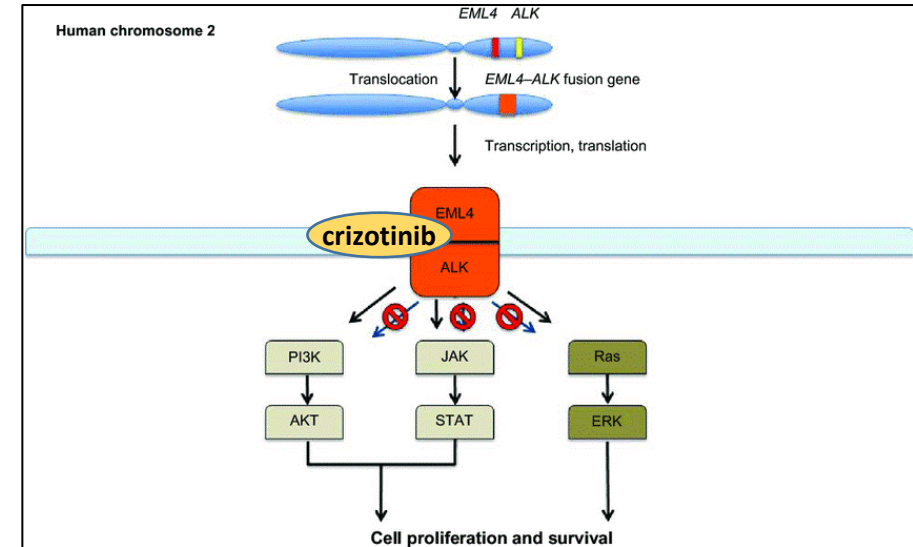 EML4 ALK
Human chromosome 2
Translocation
EML4–ALK fusion gene
Transcription, translation
EML4
crizotinib
ALK
PI3K
JAK
Ras
AKT
STAT
ERK
Cell proliferation and survival